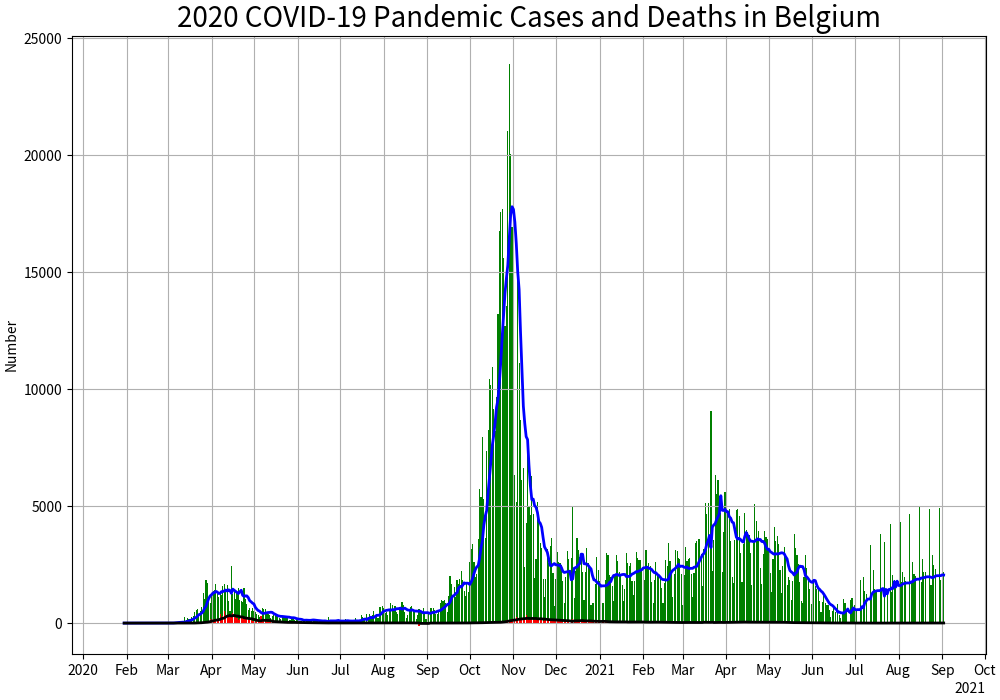 2020 COVID-19 Pandemic Cases and Deaths in Belgium
25000
20000
15000
10000
5000
0
Number
2020 Feb Mar Apr May Jun Jul Aug Sep Oct Nov Dec 2021 Feb Mar Apr May Jun Jul Aug Sep Oct
2021